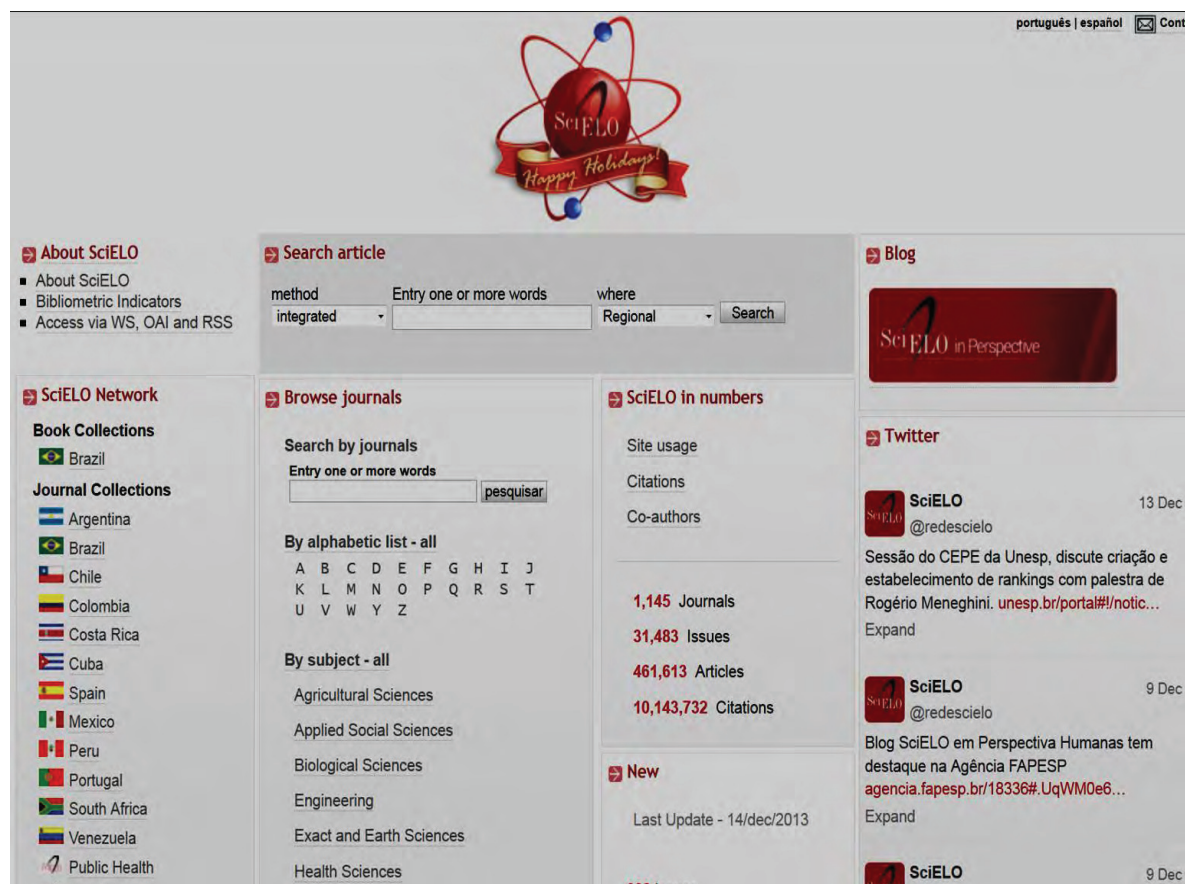 português | español Cont
SciELO
Happy Holidays!
About SciELO
About SciELO
Bibliometric Indicators
Access via WS, OAI and RSS
Search article
method Entry one or more words where
integrated Regional Search
Blog
SciELO in Perspective
SciELO Network
Book Collections
Brazil
Journal Collections
Argentina
Brazil
Chile
Colombia
Costa Rica
Cuba
Spain
Mexico
Peru
Portugal
South Africa
Venezuela
Public Health
Browse journals
Search by journals
Entry one or more words
pesquisar
By alphabetic list - all
A B C D E F G H I J
K L M N O P Q R S T
U V W Y Z
By subject - all
Agricultural Sciences
Applied Social Sciences
Biological Sciences
Engineering
Exact and Earth Sciences
Health Sciences
SciELO in numbers
Site usage
Citations
Co-authors
1,145 Journals
31,483 Issues
461,613 Articles
10,143,732 Citations
New
Last Update - 14/dec/2013
Twitter
SciELO
SciELO 13 Dec
@redescielo
Sessão do CEPE da Unesp, discute criação e
estabelecimento de rankings com palestra de
Rogério Meneghini. unesp.br/portal#!/notic…
Expand
SciELO
SciELO 9 Dec
@redescielo
Blog SciELO em Perspectiva Humanas tem
destaque na Agência FAPESP
agencia.fapesp.br/18336#.UqWM0e6…
Expand
SciELO 9 Dec